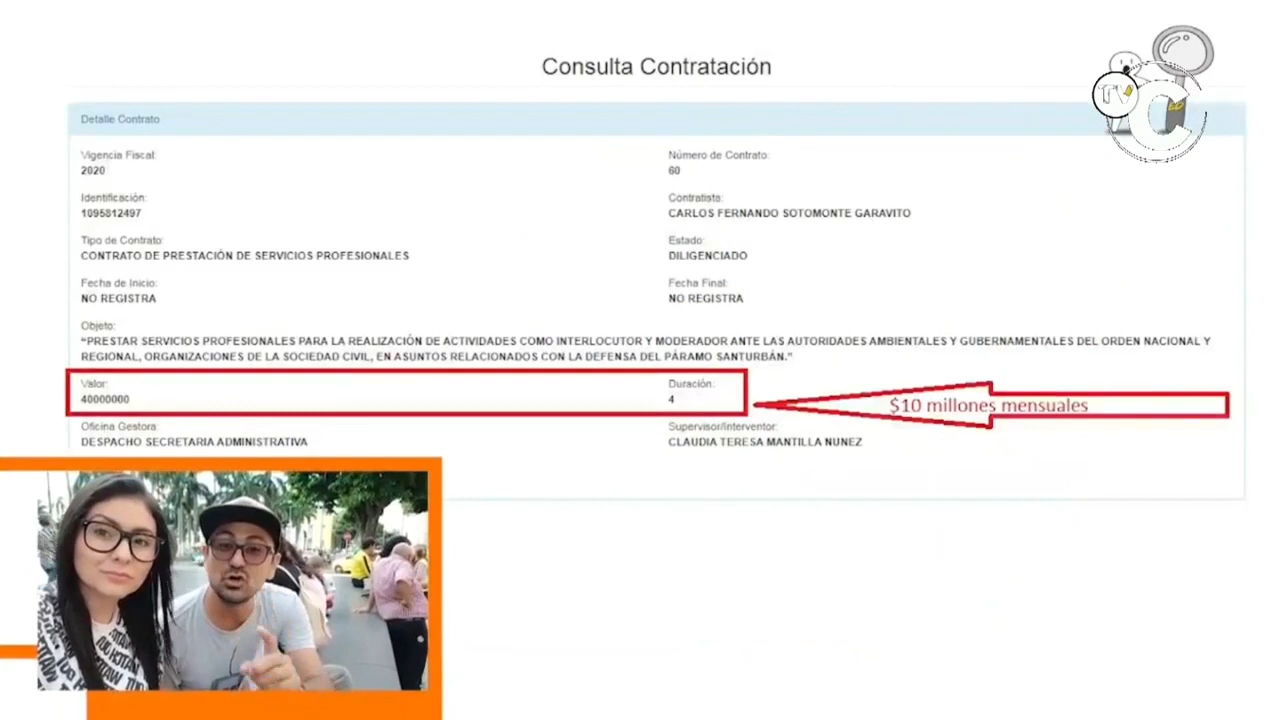 Consulta Contratación
TV
C
Detalle Contrato
Vigencia Fiscal:
2020
Número de Contrato:
60
Identificación:
1095812497
Contratista:
CARLOS FERNANDO SOTOMONTE GARAVITO
Tipo de Contrato:
CONTRATO DE PRESTACIÓN DE SERVICIOS PROFESIONALES
Estado:
DILIGENCIADO
Fecha de Inicio:
NO REGISTRA
Fecha Final:
NO REGISTRA
Objeto:
“PRESTAR SERVICIOS PROFESIONALES PARA LA REALIZACIÓN DE ACTIVIDADES COMO INTERLOCUTOR Y MODERADOR ANTE LAS AUTORIDADES AMBIENTALES Y GUBERNAMENTALES DEL ORDEN NACIONAL Y
REGIONAL, ORGANIZACIONES DE LA SOCIEDAD CIVIL, EN ASUNTOS RELACIONADOS CON LA DEFENSA DEL PÁRAMO SANTURBÁN.”
Valor:
40000000
Duración:
4
$10 millones mensuales
Oficina Gestora:
DESPACHO SECRETARIA ADMINISTRATIVA
Supervisor/Interventor:
CLAUDIA TERESA MANTILLA NUNEZ